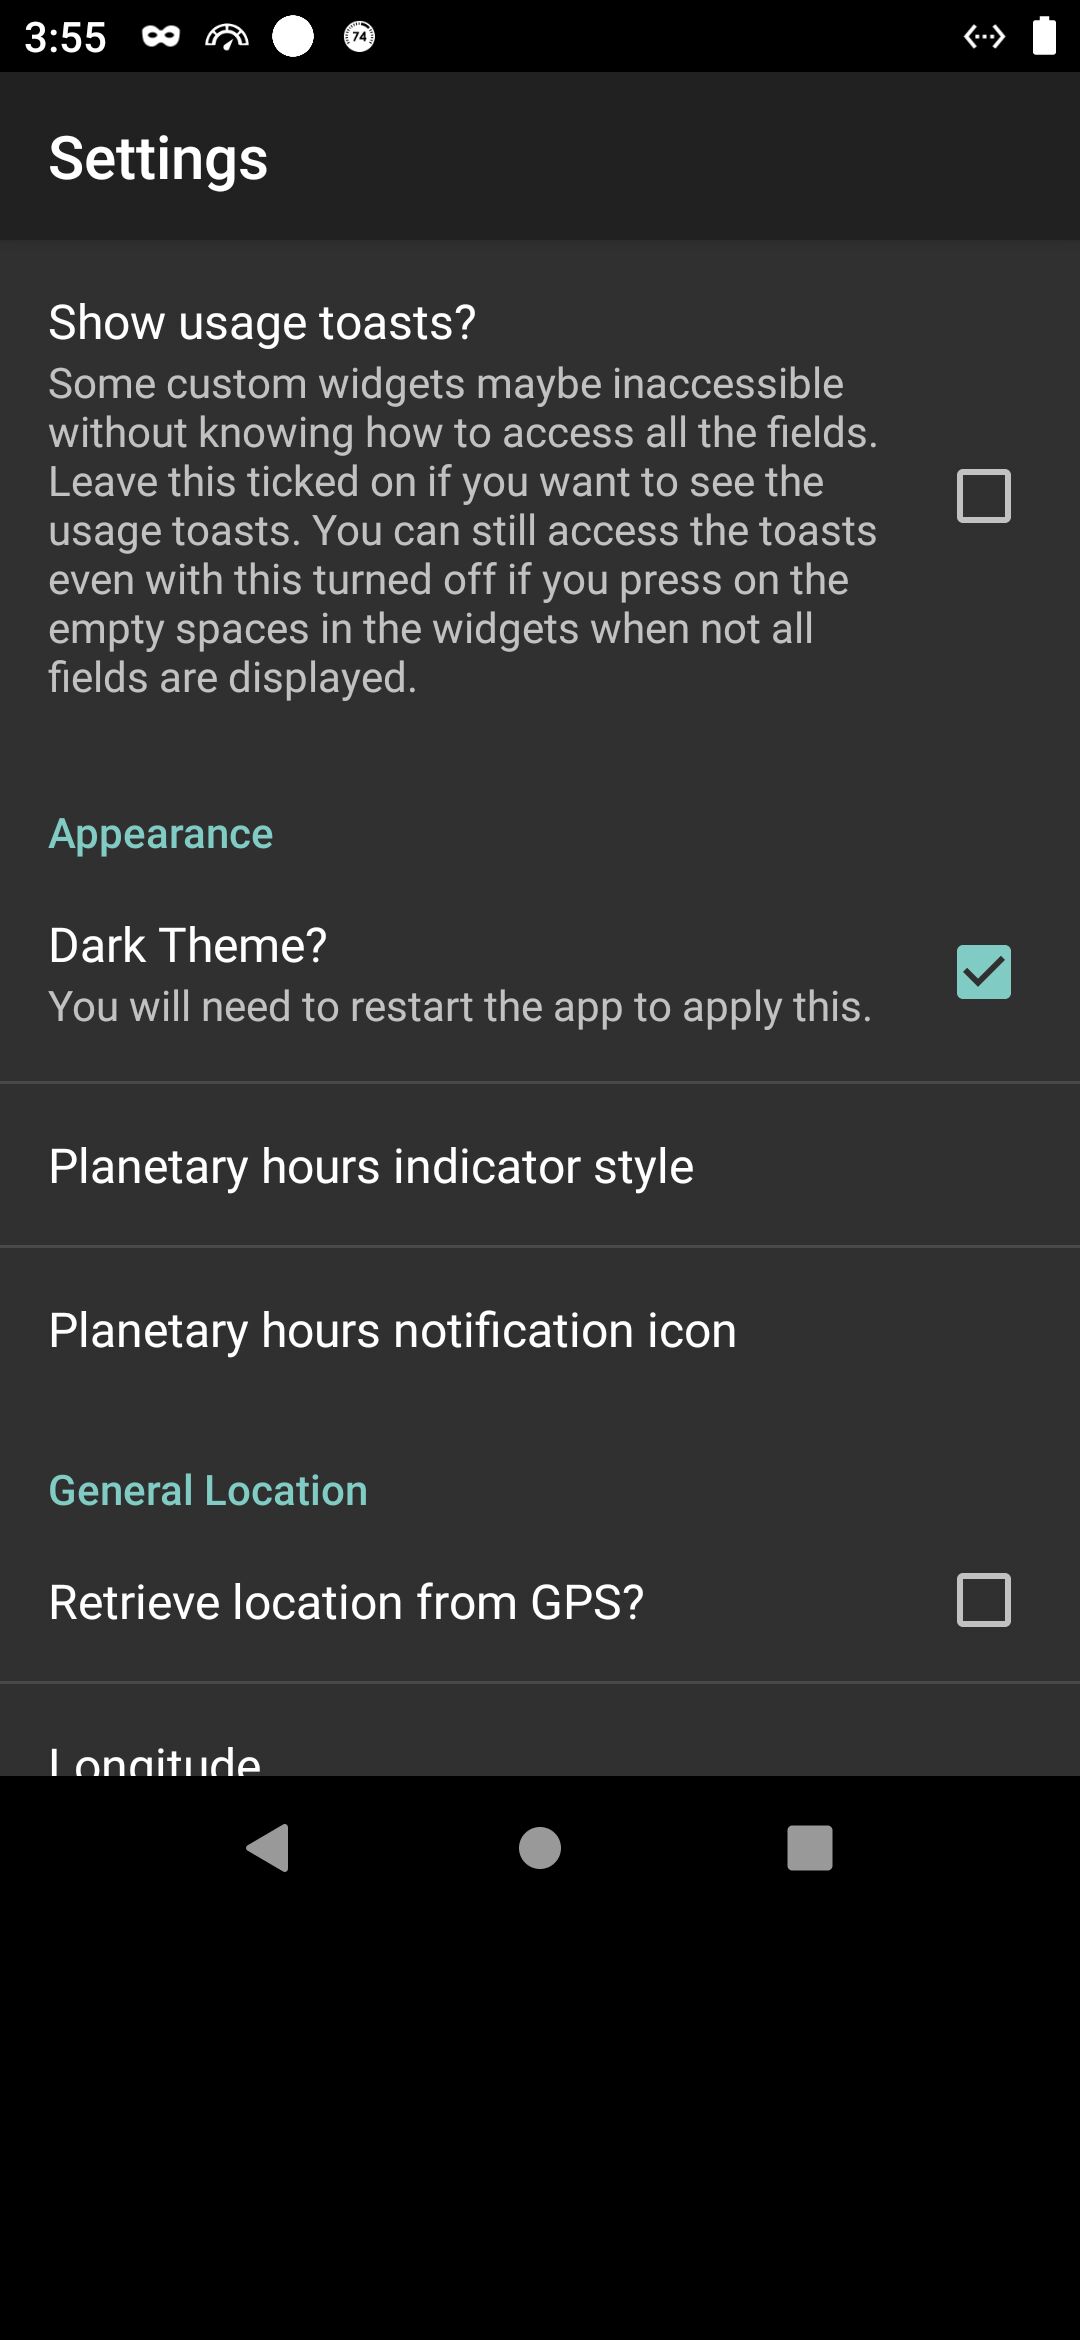 3:55
74
Settings
Show usage toasts?
Some custom widgets maybe inaccessible
without knowing how to access all the fields.
Leave this ticked on if you want to see the
usage toasts. You can still access the toasts
even with this turned off if you press on the
empty spaces in the widgets when not all
fields are displayed.
Appearance
Dark Theme?
You will need to restart the app to apply this.
Planetary hours indicator style
Planetary hours notification icon
General Location
Retrieve location from GPS?
Longitude